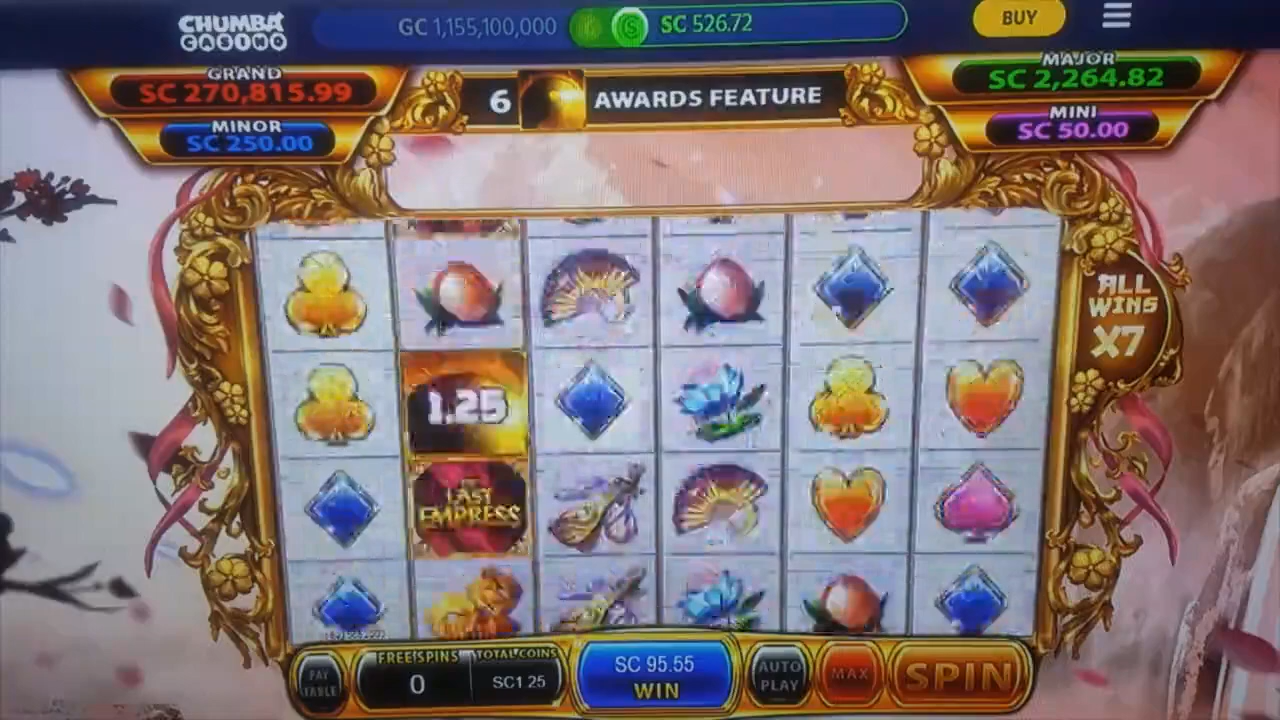 CHUMBA
CASINO
GC 1,155,100,000
SC 526.72
BUY
GRAND
SC 270,815.99
MINOR
SC 250.00
6 AWARDS FEATURE
MAJOR
SC 2,264.82
MINI
SC 50.00
ALL
WINS
X7
1.25
LAST
EMPRESS
PAY
TABLE
FREE SPINS
0
TOTAL COINS
SC1.25
SC 95.55
WIN
AUTO
PLAY
MAX
SPIN